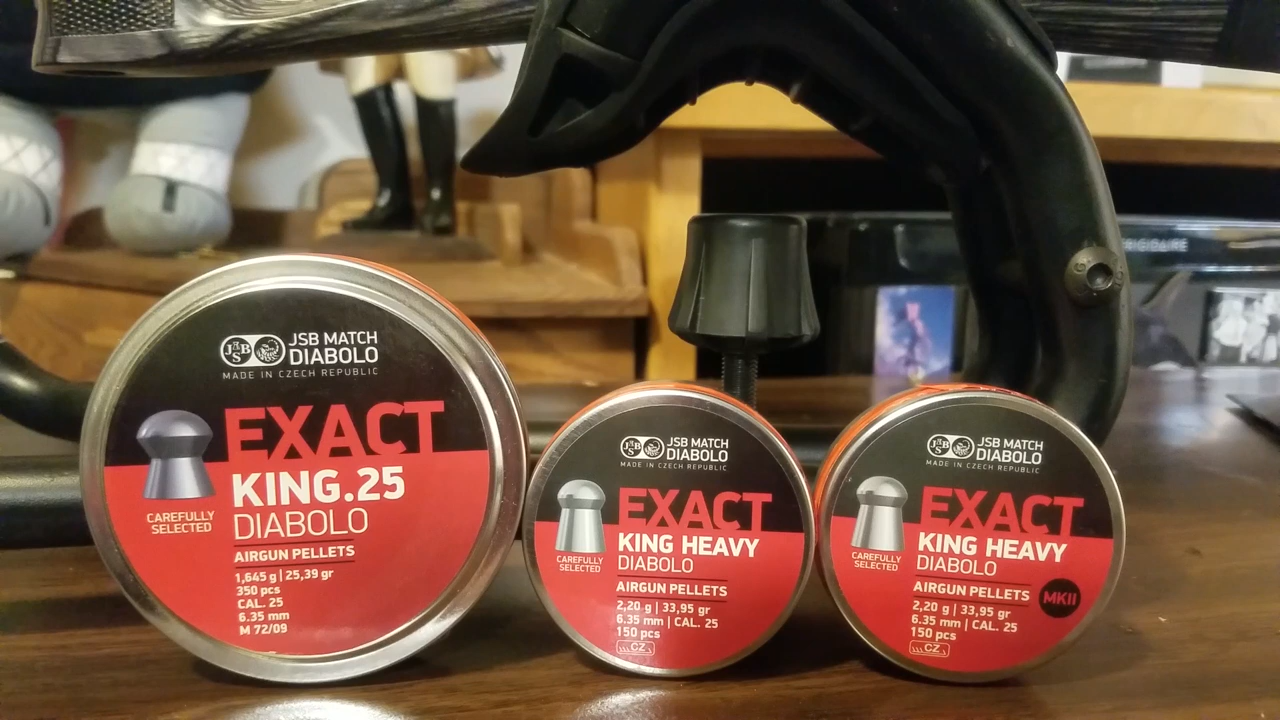 FRIGIDAIRE
JSB
JSB MATCH
DIABOLO
MADE IN CZECH REPUBLIC
EXACT
KING.25
DIABOLO
CAREFULLY
SELECTED
AIRGUN PELLETS
1,645 g | 25,39 gr
350 pcs
CAL. 25
6.35 mm
M 72/09
JSB
JSB MATCH
DIABOLO
MADE IN CZECH REPUBLIC
EXACT
KING HEAVY
DIABOLO
CAREFULLY
SELECTED
AIRGUN PELLETS
2,20 g | 33,95 gr
6.35 mm | CAL. 25
150 pcs
CZ
JSB
JSB MATCH
DIABOLO
MADE IN CZECH REPUBLIC
EXACT
KING HEAVY
DIABOLO
CAREFULLY
SELECTED
AIRGUN PELLETS
MKII
2,20 g | 33,95 gr
6.35 mm | CAL. 25
150 pcs
CZ